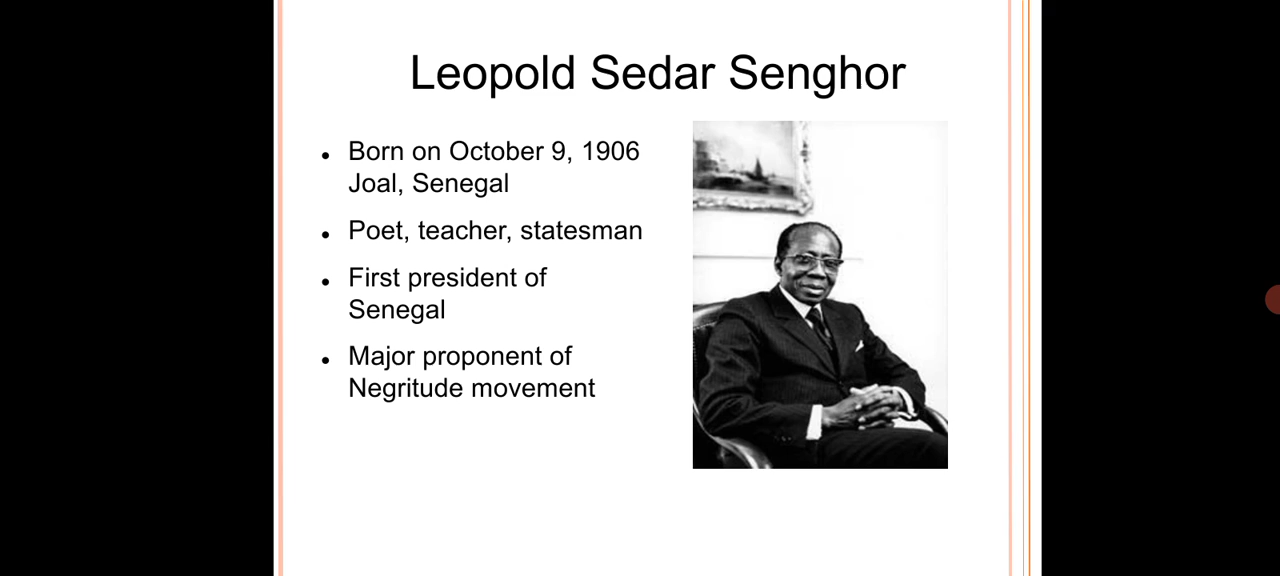 Leopold Sedar Senghor
• Born on October 9, 1906
Joal, Senegal
• Poet, teacher, statesman
• First president of
Senegal
• Major proponent of
Negritude movement